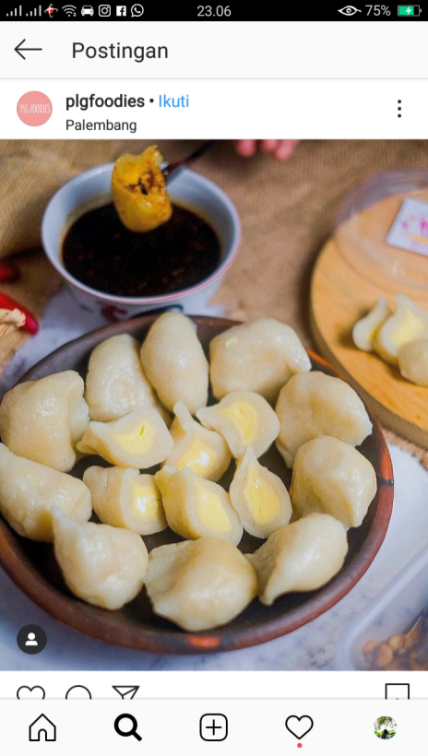 23.06
75%
Postingan
PLG FOODIES
plgfoodies • Ikuti
Palembang